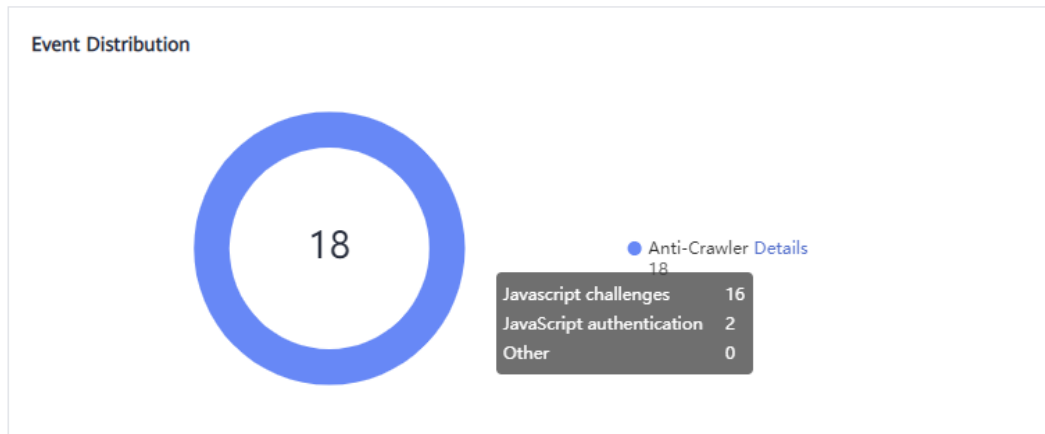 Event Distribution
18
Anti-Crawler Details
18
Javascript challenges 16
JavaScript authentication 2
Other 0